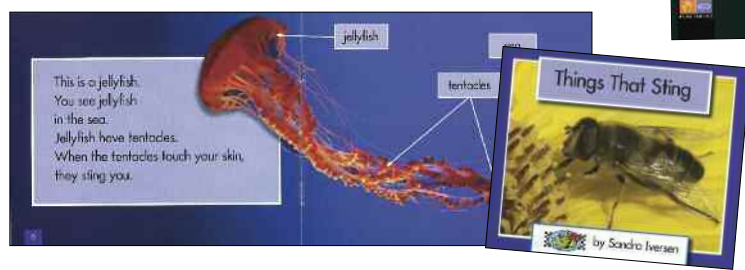 This is a jellyfish.
You see jellyfish
in the sea.
Jellyfish have tentacles.
When the tentacles touch your skin,
they sting you.
jellyfish
tentacles
Things That Sting
by Sandra Iversen